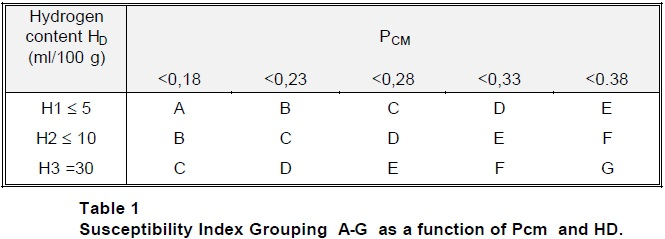 Hydrogen
content HD
(ml/100 g)
PCM
<0,18 <0,23 <0,28 <0,33 <0.38
H1 ≤ 5 A B C D E
H2 ≤ 10 B C D E F
H3 =30 C D E F G
Table 1
Susceptibility Index Grouping A-G as a function of Pcm and HD.